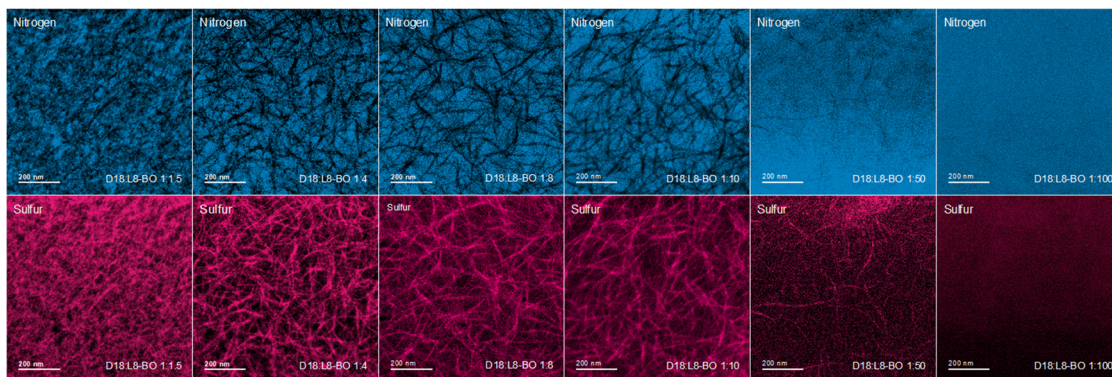 Nitrogen
Nitrogen
Nitrogen
Nitrogen
Nitrogen
Nitrogen
200 nm
D18:L8-BO 1:1.5
200 nm
D18:L8-BO 1:4
200 nm
D18:L8-BO 1:8
200 nm
D18:L8-BO 1:10
200 nm
D18:L8-BO 1:50
200 nm
D18:L8-BO 1:100
Sulfur
Sulfur
Sulfur
Sulfur
Sulfur
Sulfur
200 nm
D18:L8-BO 1:1.5
200 nm
D18:L8-BO 1:4
200 nm
D18:L8-BO 1:8
200 nm
D18:L8-BO 1:10
200 nm
D18:L8-BO 1:50
200 nm
D18:L8-BO 1:100